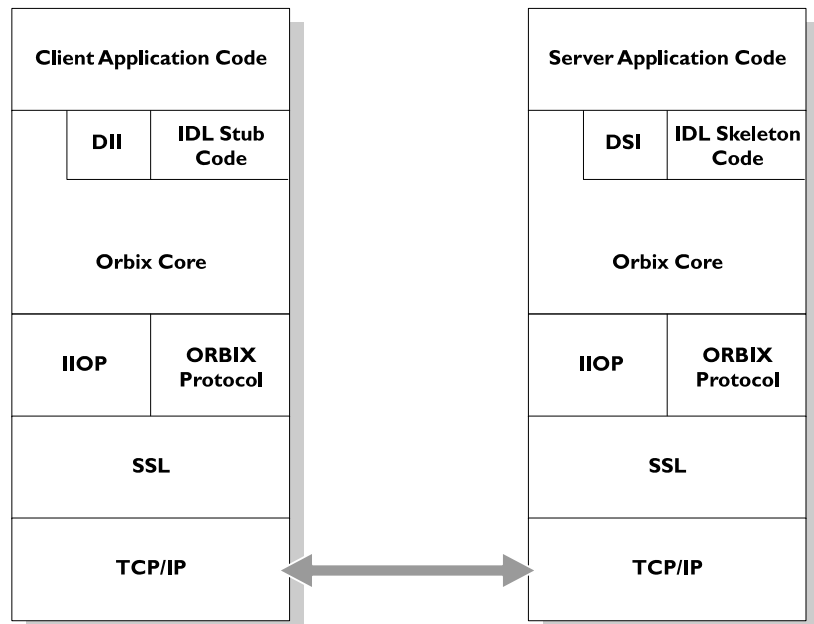 Client Application Code
DII
IDL Stub
Code
Orbix Core
IIOP
ORBIX
Protocol
SSL
TCP/IP
Server Application Code
DSI
IDL Skeleton
Code
Orbix Core
IIOP
ORBIX
Protocol
SSL
TCP/IP